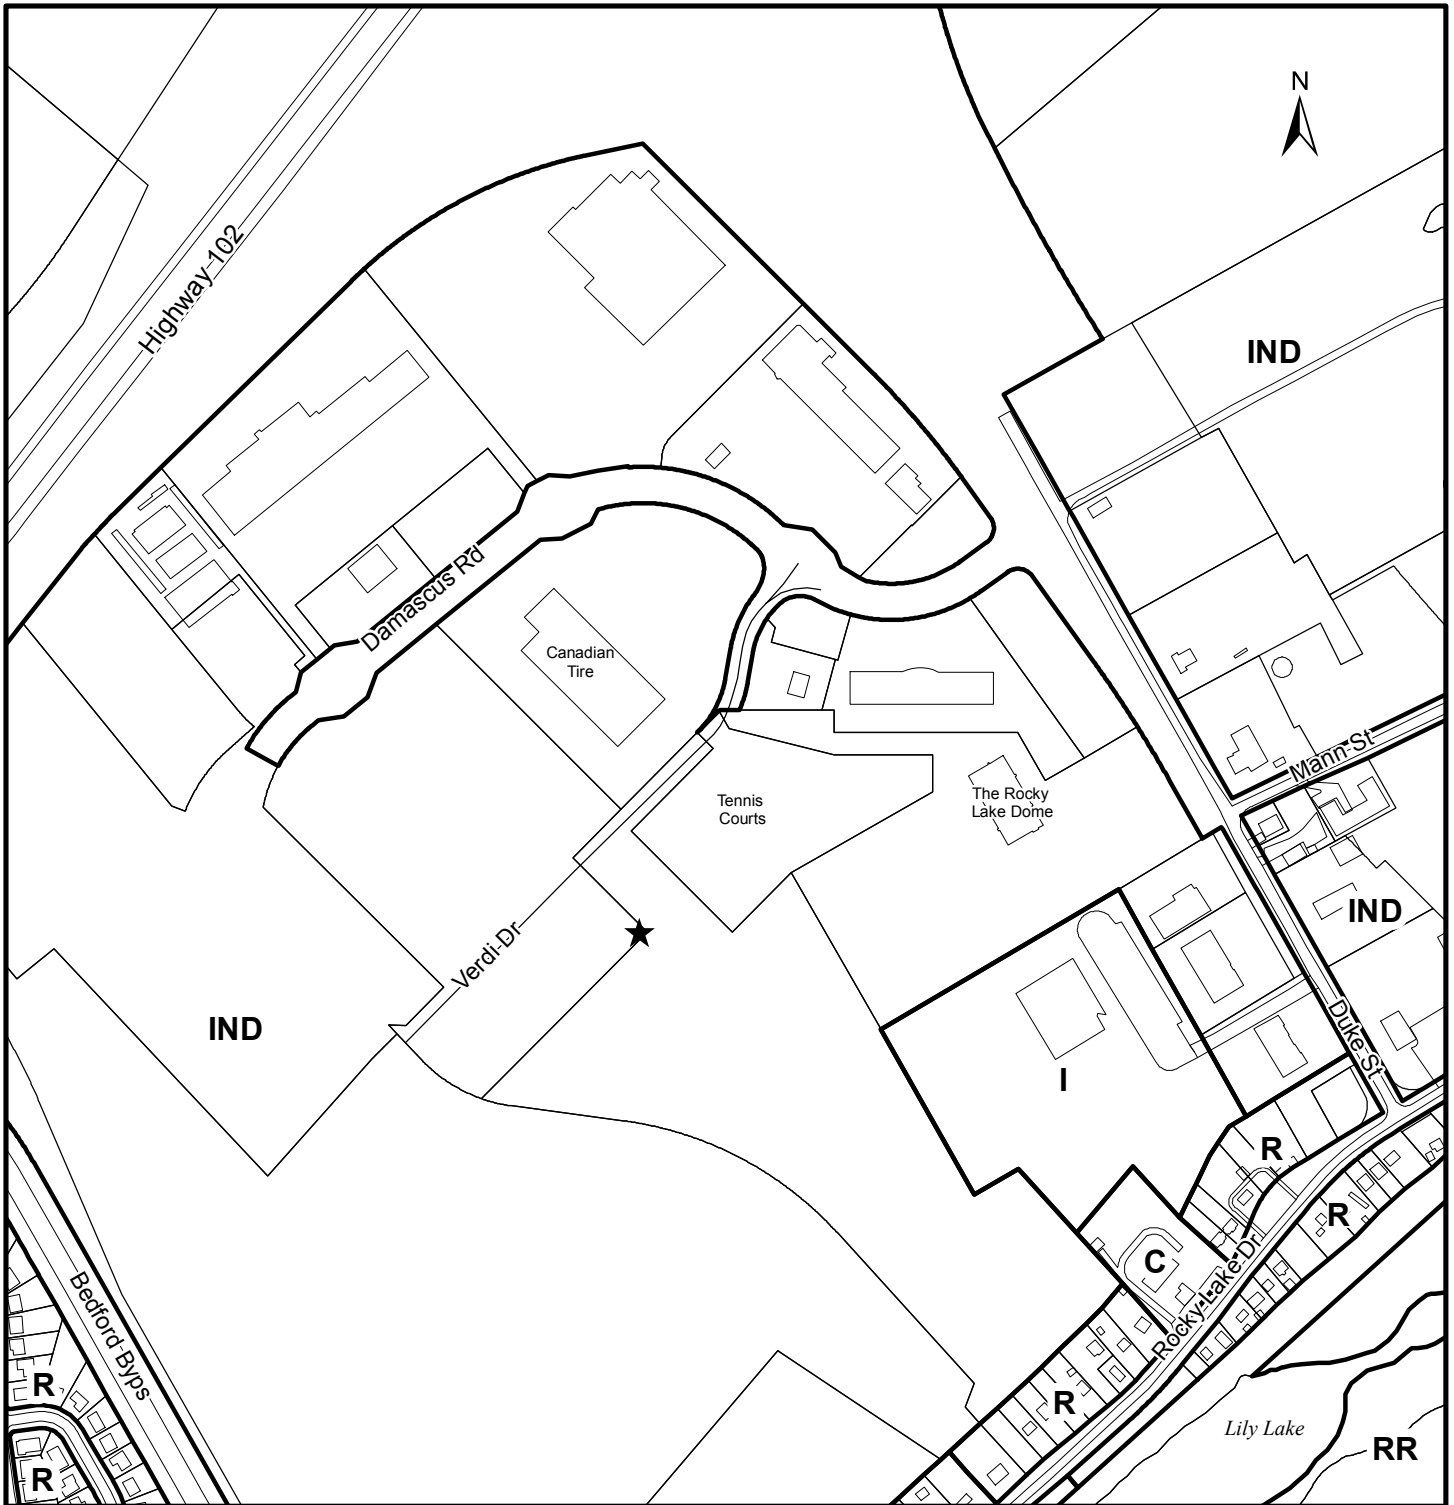 N
Highway 102
IND
Damascus Rd
Canadian
Tire
Mann St
Tennis
Courts
The Rocky
Lake Dome
IND
Verdi Dr
IND
Duke St
I
R
R
C
Rocky Lake Dr
Bedford Byps
R
R
Lily Lake
RR
R